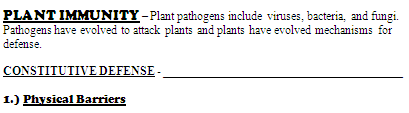 PLANT IMMUNITY – Plant pathogens include viruses, bacteria, and fungi.
Pathogens have evolved to attack plants and plants have evolved mechanisms for
defense.
CONSTITUTIVE DEFENSE - ________________________________________
1.) Physical Barriers